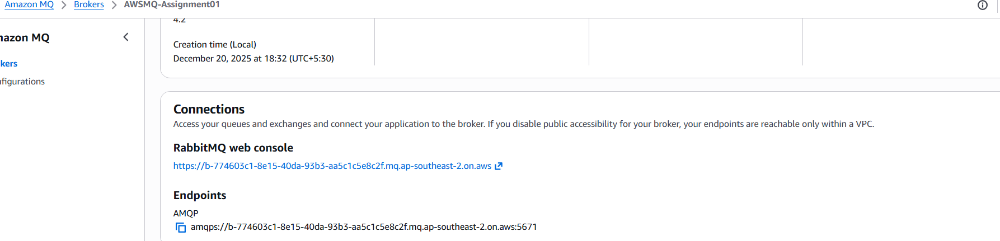 Amazon MQ > Brokers > AWSMQ-Assignment01
4.2
mazon MQ
kers
nfigurations
Creation time (Local)
December 20, 2025 at 18:32 (UTC+5:30)
Connections
Access your queues and exchanges and connect your application to the broker. If you disable public accessibility for your broker, your endpoints are reachable only within a VPC.
RabbitMQ web console
https://b-774603c1-8e15-40da-93b3-aa5c1c5e8c2f.mq.ap-southeast-2.on.aws
Endpoints
AMQP
amqps://b-774603c1-8e15-40da-93b3-aa5c1c5e8c2f.mq.ap-southeast-2.on.aws:5671